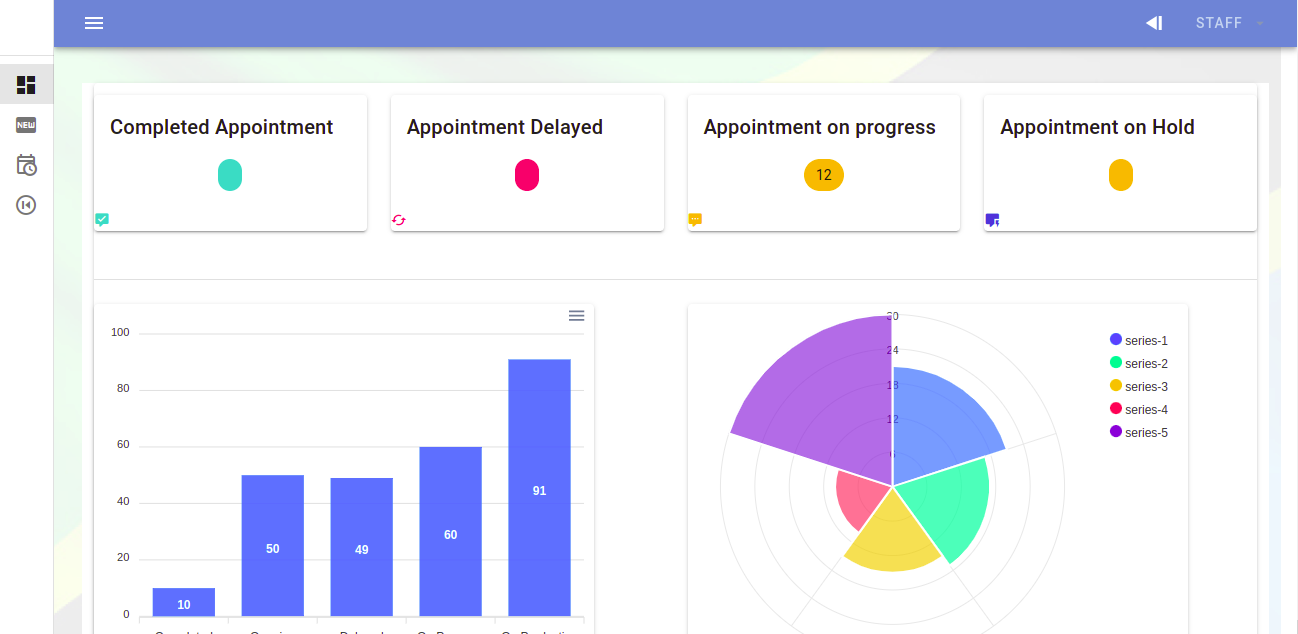 STAFF
NEW
Completed Appointment
Appointment Delayed
Appointment on progress
Appointment on Hold
12
100
80
60
40
20
0
10
50
49
60
91
30
24
18
12
6
series-1
series-2
series-3
series-4
series-5